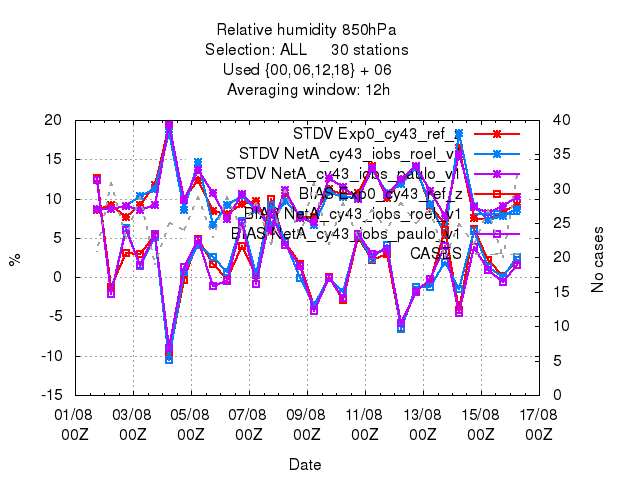 Relative humidity 850hPa
Selection: ALL 30 stations
Used {00,06,12,18} + 06
Averaging window: 12h
20 40
STDV Exp0_cy43_ref_z
STDV NetA_cy43_iobs_roel_v1
STDV NetA_cy43_iobs_paulo_v1
BIAS Exp0_cy43_ref_z
BIAS NetA_cy43_iobs_roel_v1
BIAS NetA_cy43_iobs_paulo_v1
CASES
15 35
10 30
5 25
0 20
-5 15
-10 10
5
-15 0
%
No cases
01/08 03/08 05/08 07/08 09/08 11/08 13/08 15/08 17/08
00Z 00Z 00Z 00Z 00Z 00Z 00Z 00Z 00Z
Date